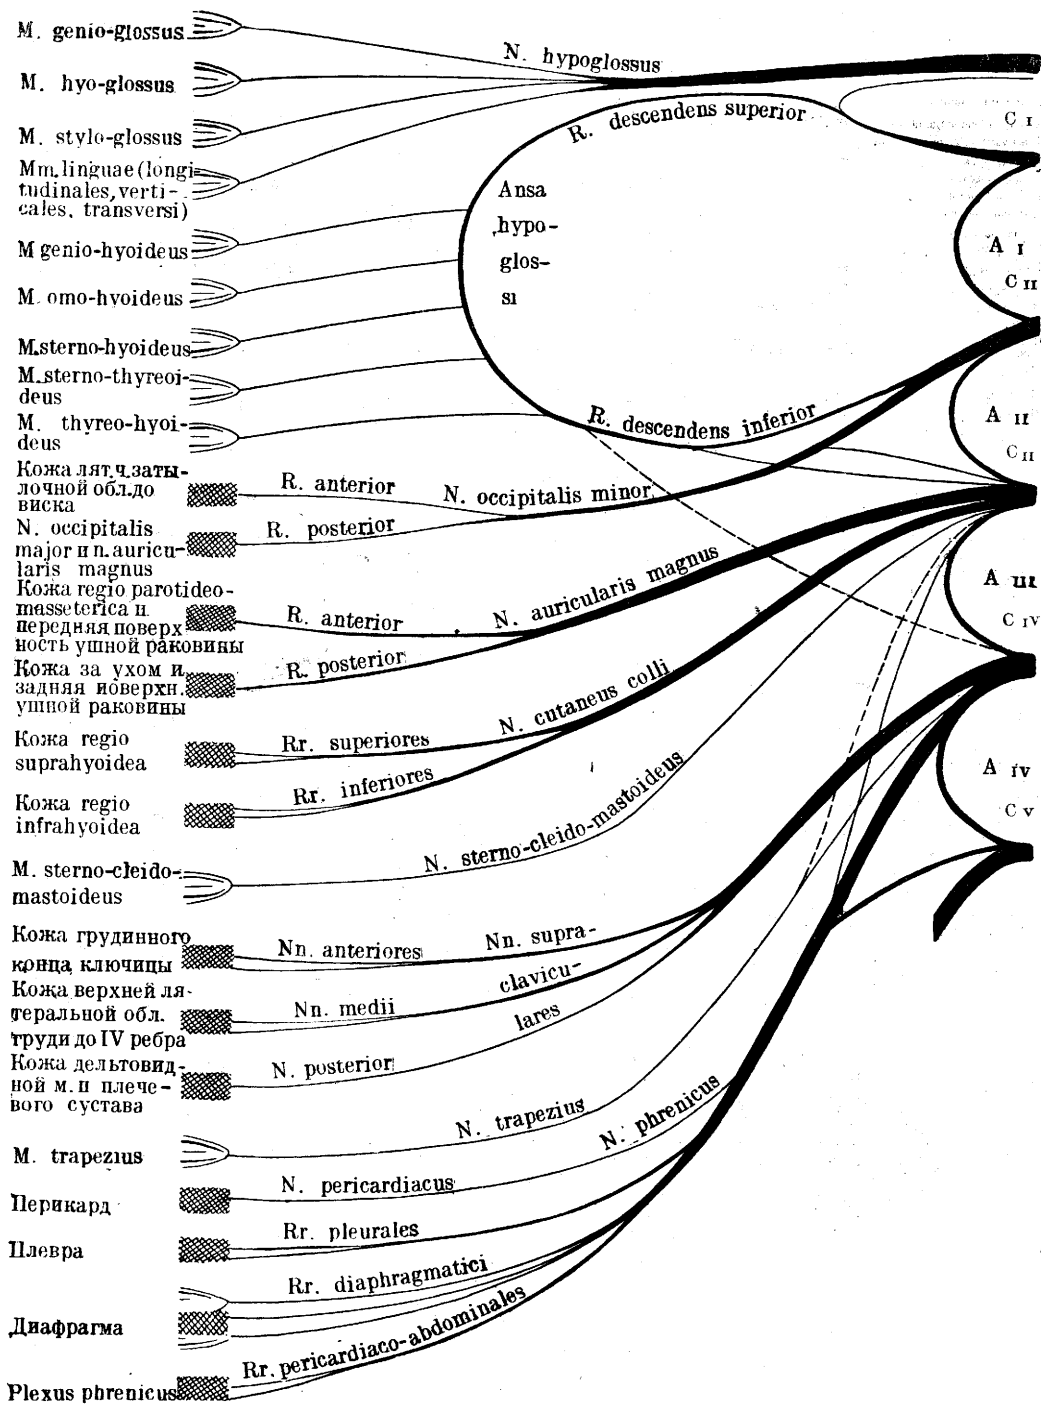 M. genio-glossus
N. hypoglossus
M. hyo-glossus
R. descendens superior
C I
M. stylo-glossus
Mm. linguae (longi-
tudinales, verti-
cales, transversi)
Ansa
hypo-
glos-
si
M genio-hyoideus
A I
C II
M. omo-hyoideus
M. sterno-hyoideus
M. sterno-thyreoi-
deus
M. thyreo-hyoi-
deus
R. descendens inferior
A II
C II
Кожа лят. ч. заты-
лочной обл. до
виска
R. anterior
N. occipitalis minor
N. occipitalis
major и n. auricu-
laris magnus
R. posterior
Кожа regio parotideo-
masseterica и
передняя поверх
ность ушной раковины
R. anterior
N. auricularis magnus
A III
C IV
Кожа за ухом и
задняя поверхн.
ушной раковины
R. posterior
N. cutaneus colli
Кожа regio
suprahyoidea
Rr. superiores
Кожа regio
infrahyoidea
Rr. inferiores
A IV
C V
M. sterno-cleido-
mastoideus
N. sterno-cleido-mastoideus
Кожа грудинного
конца ключицы
Nn. anteriores
Nn. supra-
clavicu-
lares
Кожа верхней ля-
теральной обл.
груди до IV ребра
Nn. medii
Кожа дельтовид-
ной м. и плече-
вого сустава
N. posterior
M. trapezius
N. trapezius
N. phrenicus
Перикард
N. pericardiacus
Плевра
Rr. pleurales
Диафрагма
Rr. diaphragmatici
Plexus phrenicus
Rr. pericardiaco-abdominales